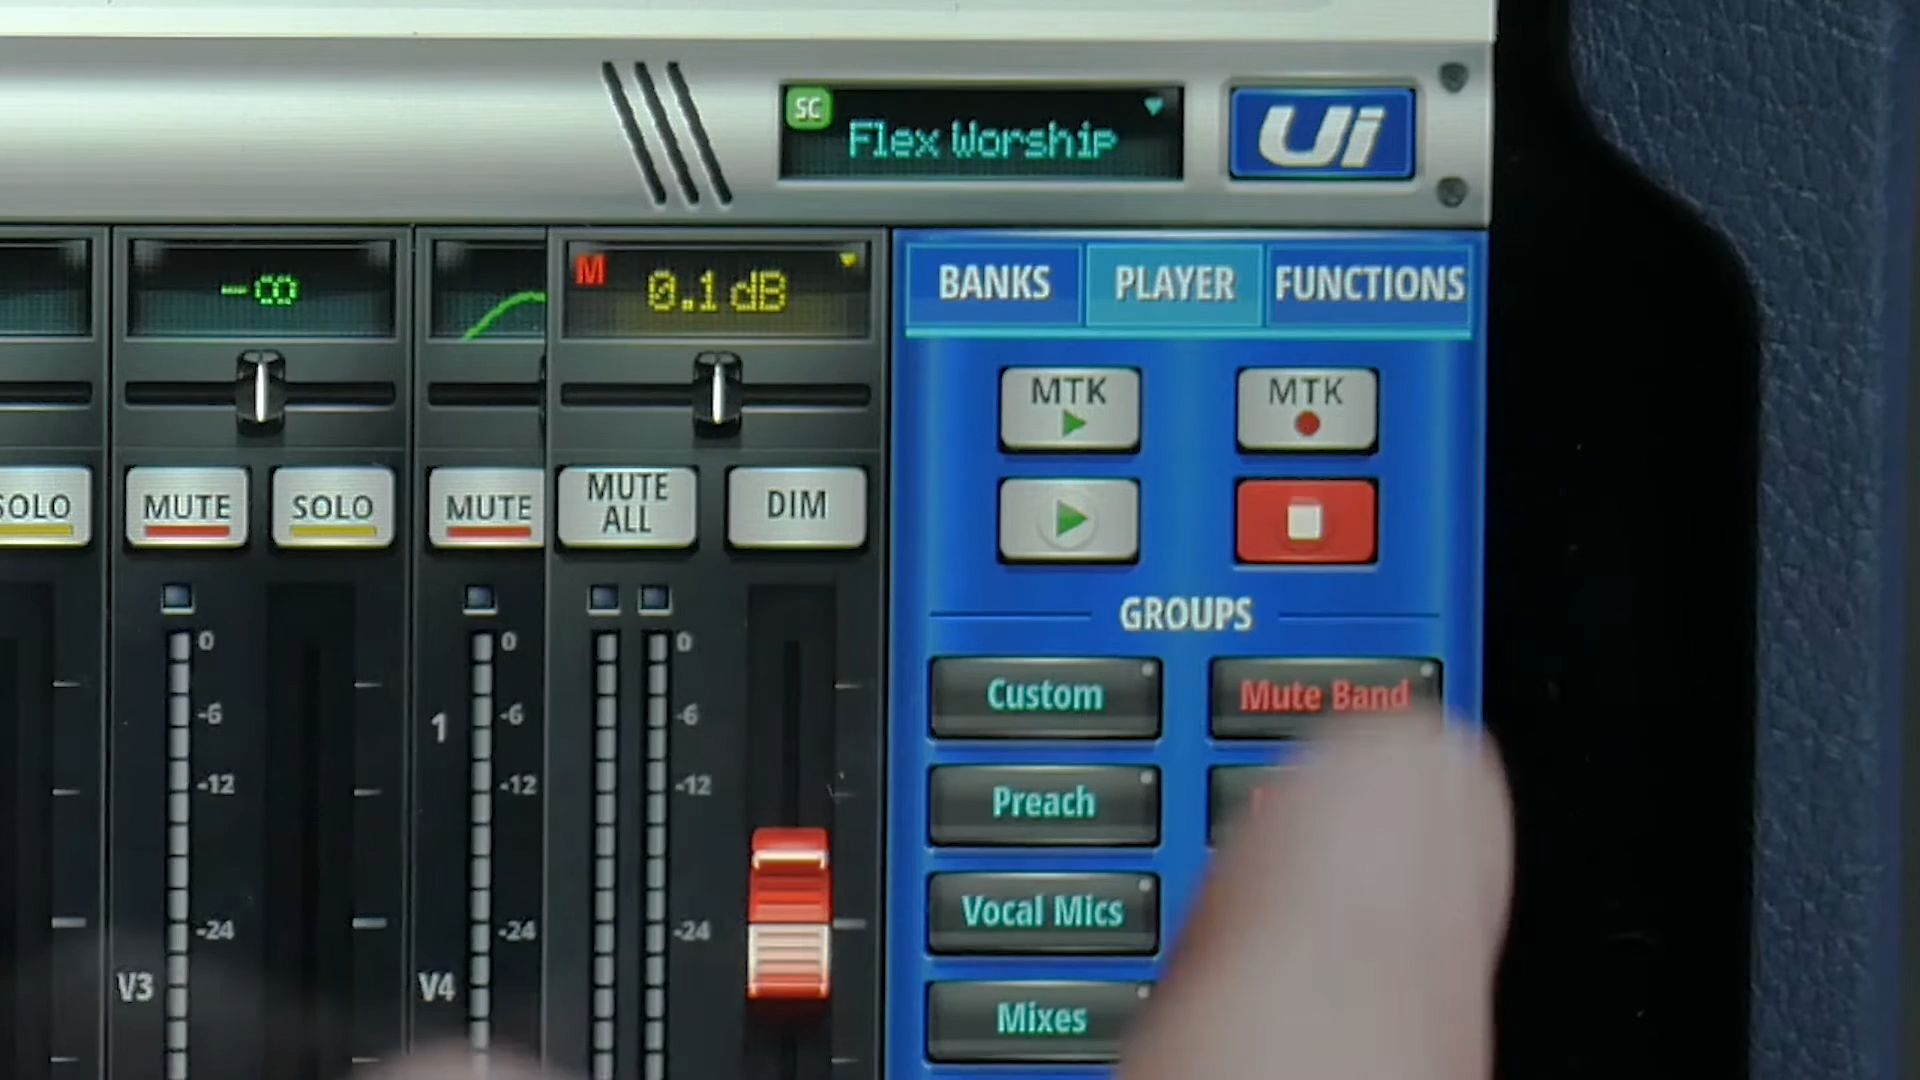 SC
Flex Worship
Ui
-∞
M
0.1 dB
BANKS
PLAYER
FUNCTIONS
MTK
MTK
SOLO
MUTE
SOLO
MUTE
MUTE
ALL
DIM
GROUPS
0
0
0
-6
1
-6
-6
-12
-12
-12
-24
-24
-24
V3
V4
Custom
Mute Band
Preach
Vocal Mics
Mixes